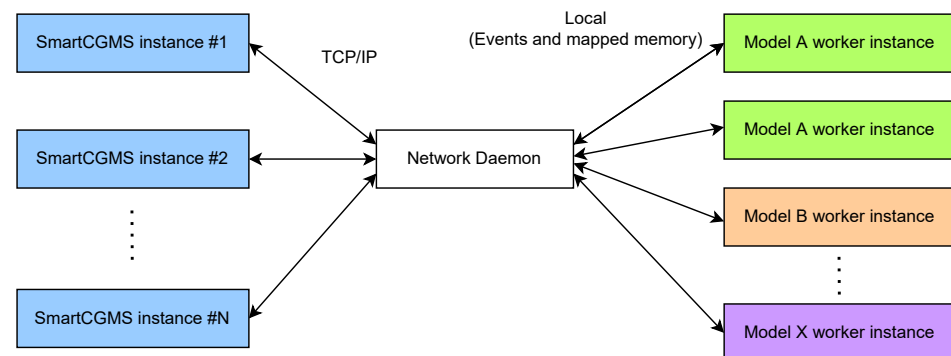 SmartCGMS instance #1
TCP/IP
Local
(Events and mapped memory)
Model A worker instance
SmartCGMS instance #2
Network Daemon
Model A worker instance
Model B worker instance
SmartCGMS instance #N
Model X worker instance